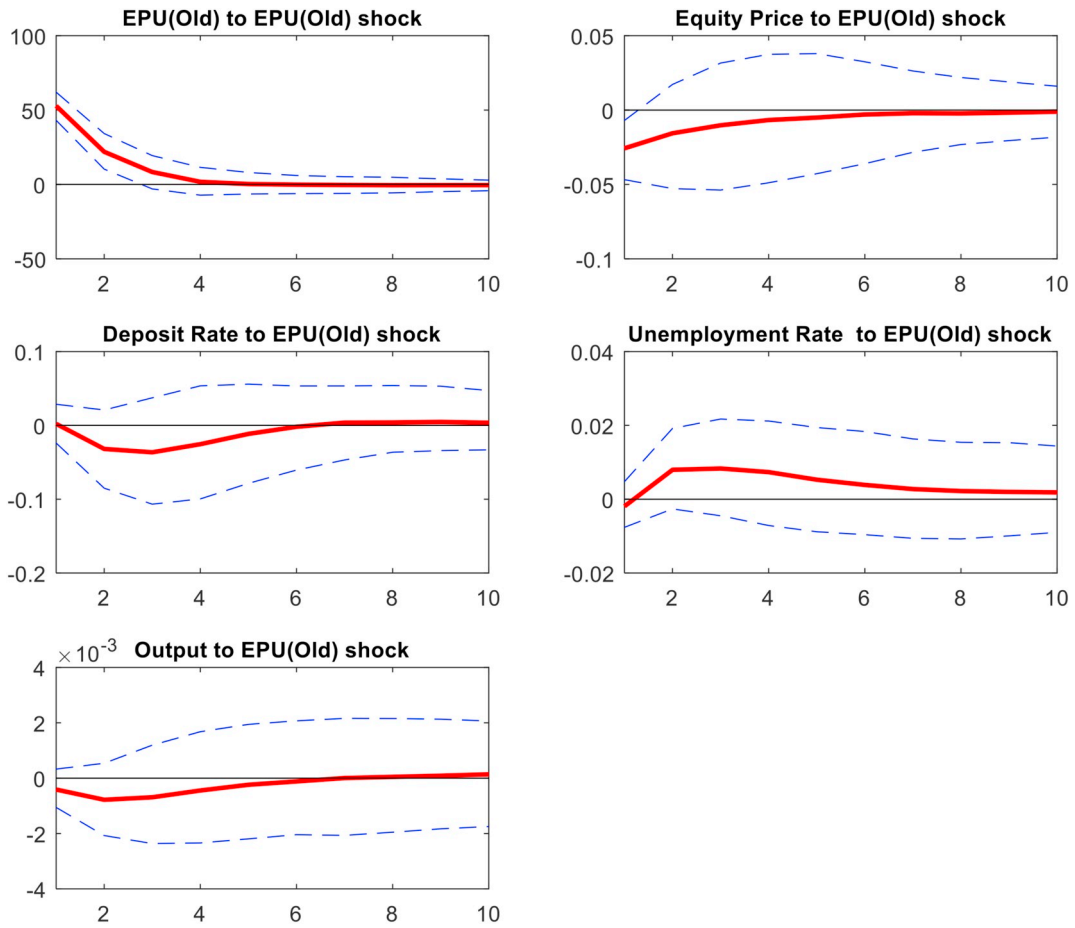 EPU(Old) to EPU(Old) shock
100
50
0
-50
2 4 6 8 10
Equity Price to EPU(Old) shock
0.05
0
-0.05
-0.1
2 4 6 8 10
Deposit Rate to EPU(Old) shock
0.1
0
-0.1
-0.2
2 4 6 8 10
Unemployment Rate to EPU(Old) shock
0.04
0.02
0
-0.02
2 4 6 8 10
×10⁻³ Output to EPU(Old) shock
4
2
0
-2
-4
2 4 6 8 10